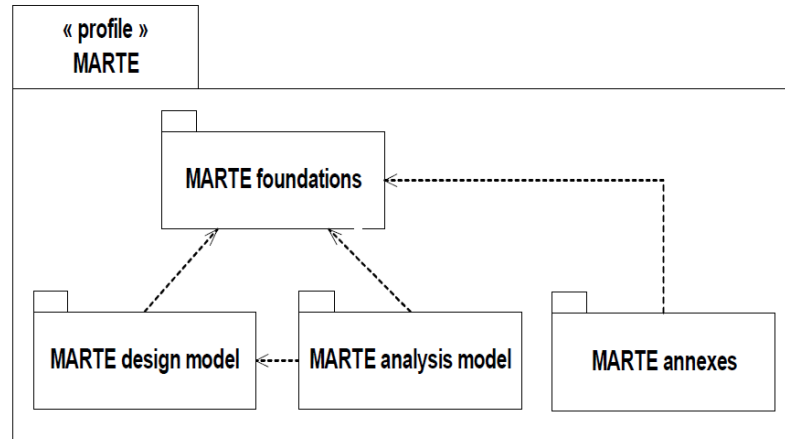 « profile »
MARTE
MARTE foundations
MARTE design model
MARTE analysis model
MARTE annexes